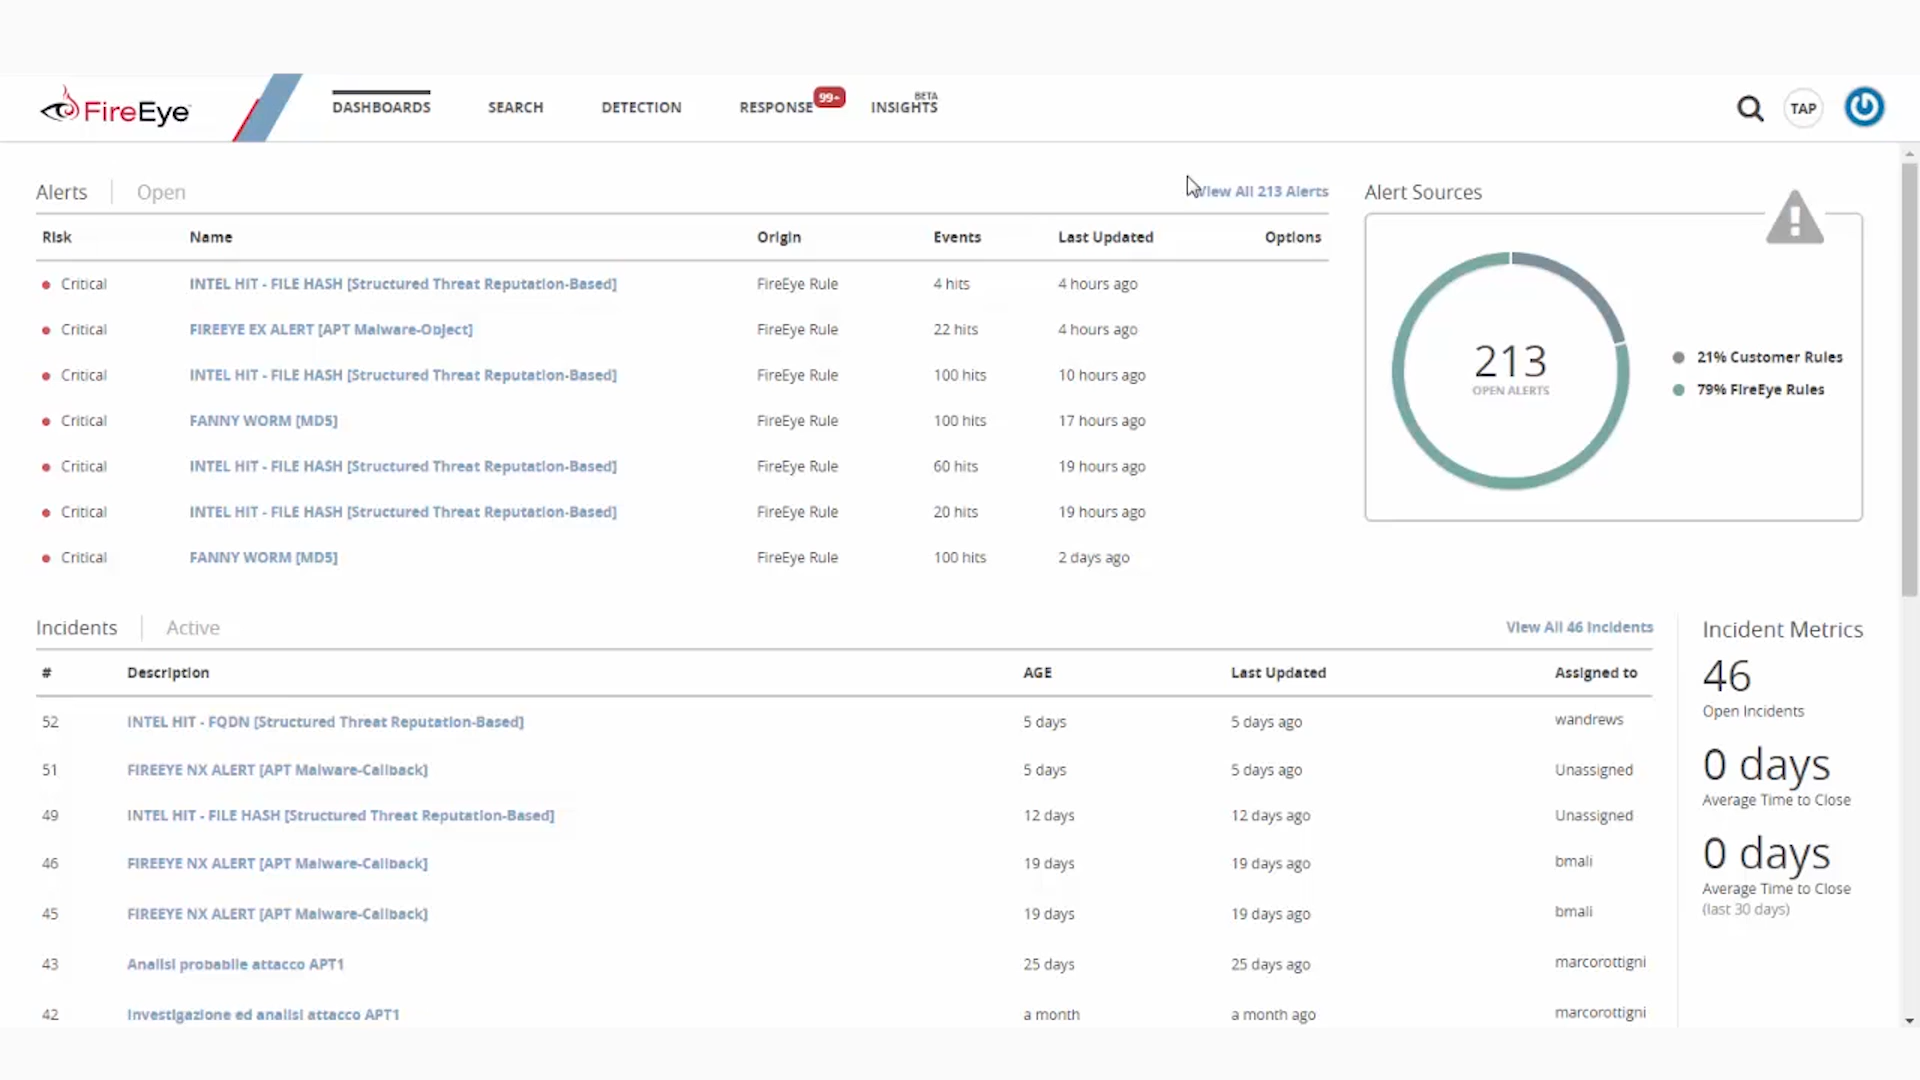 FireEye
DASHBOARDS
SEARCH
DETECTION
RESPONSE 99+
INSIGHTS BETA
TAP
Alerts | Open
View All 213 Alerts
Risk Name Origin Events Last Updated Options
Critical INTEL HIT - FILE HASH [Structured Threat Reputation-Based] FireEye Rule 4 hits 4 hours ago
Critical FIREEYE EX ALERT [APT Malware-Object] FireEye Rule 22 hits 4 hours ago
Critical INTEL HIT - FILE HASH [Structured Threat Reputation-Based] FireEye Rule 100 hits 10 hours ago
Critical FANNY WORM [MD5] FireEye Rule 100 hits 17 hours ago
Critical INTEL HIT - FILE HASH [Structured Threat Reputation-Based] FireEye Rule 60 hits 19 hours ago
Critical INTEL HIT - FILE HASH [Structured Threat Reputation-Based] FireEye Rule 20 hits 19 hours ago
Critical FANNY WORM [MD5] FireEye Rule 100 hits 2 days ago
Alert Sources
213
OPEN ALERTS
21% Customer Rules
79% FireEye Rules
Incidents | Active
View All 46 Incidents
# Description AGE Last Updated Assigned to
52 INTEL HIT - FQDN [Structured Threat Reputation-Based] 5 days 5 days ago wandrews
51 FIREEYE NX ALERT [APT Malware-Callback] 5 days 5 days ago Unassigned
49 INTEL HIT - FILE HASH [Structured Threat Reputation-Based] 12 days 12 days ago Unassigned
46 FIREEYE NX ALERT [APT Malware-Callback] 19 days 19 days ago bmali
45 FIREEYE NX ALERT [APT Malware-Callback] 19 days 19 days ago bmali
43 Analisi probabile attacco APT1 25 days 25 days ago marcorottigni
42 Investigazione ed analisi attacco APT1 a month a month ago marcorottigni
Incident Metrics
46
Open Incidents
0 days
Average Time to Close
0 days
Average Time to Close
(last 30 days)